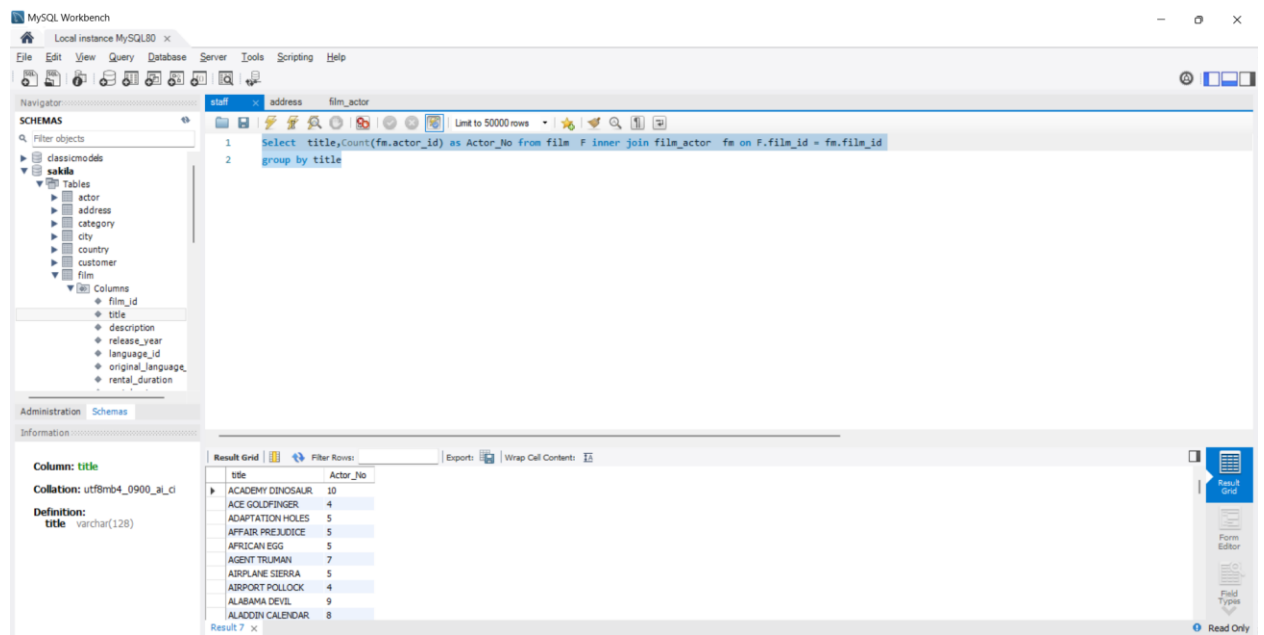 MySQL Workbench
Local instance MySQL80 ×
File Edit View Query Database Server Tools Scripting Help
Navigator
SCHEMAS
Filter objects
classicmodels
sakila
Tables
actor
address
category
city
country
customer
film
Columns
film_id
title
description
release_year
language_id
original_language_
rental_duration
Administration Schemas
Information
Column: title
Collation: utf8mb4_0900_ai_ci
Definition:
title varchar(128)
staff × address film_actor
Limit to 50000 rows
1 Select title,Count(fm.actor_id) as Actor_No from film F inner join film_actor fm on F.film_id = fm.film_id
2 group by title
Result Grid Filter Rows: Export: Wrap Cell Content:
title Actor_No
ACADEMY DINOSAUR 10
ACE GOLDFINGER 4
ADAPTATION HOLES 5
AFFAIR PREJUDICE 5
AFRICAN EGG 5
AGENT TRUMAN 7
AIRPLANE SIERRA 5
AIRPORT POLLOCK 4
ALABAMA DEVIL 9
ALADDIN CALENDAR 8
Result 7 ×
Result
Grid
Form
Editor
Field
Types
Read Only